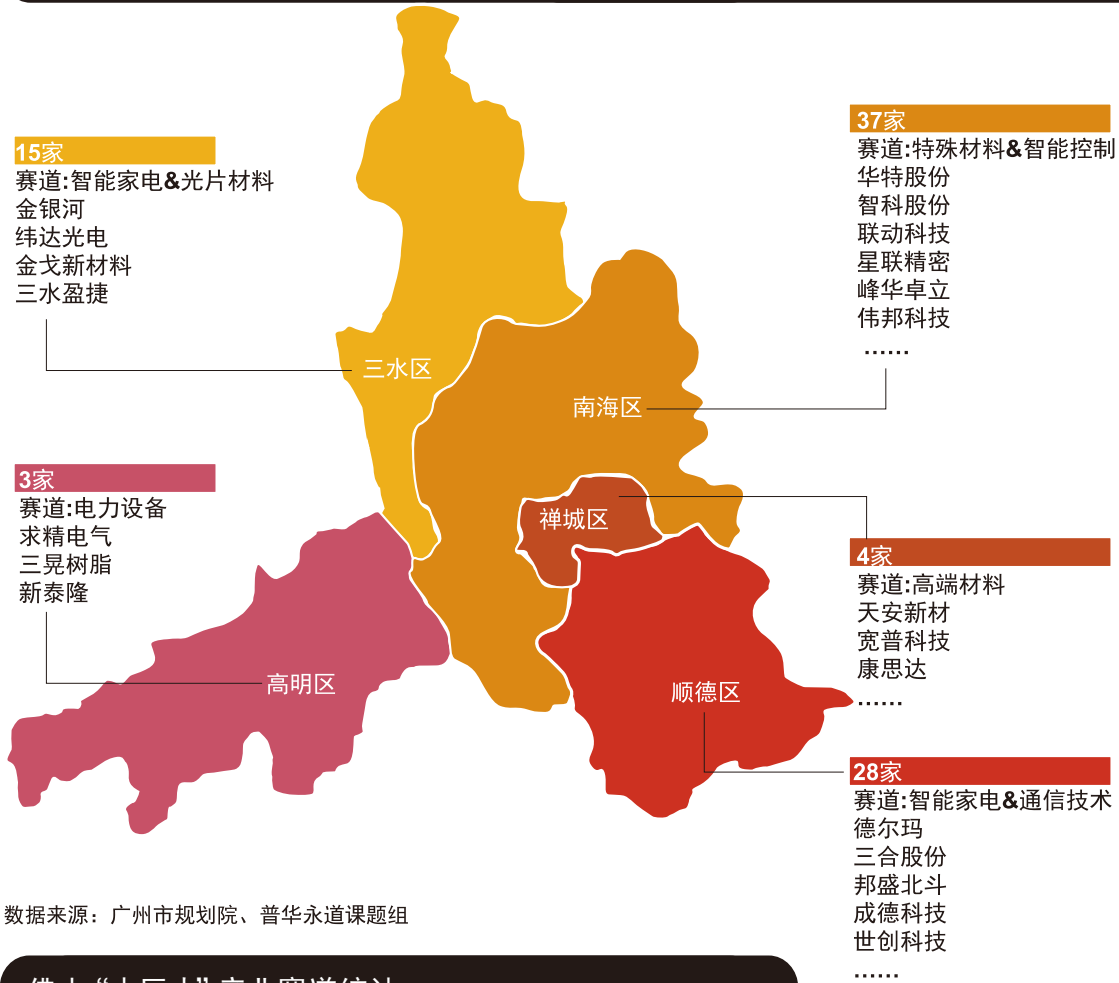 15家
赛道:智能家电&光片材料
金银河
纬达光电
金戈新材料
三水盈捷
37家
赛道:特殊材料&智能控制
华特股份
智科股份
联动科技
星联精密
峰华卓立
伟邦科技
……
三水区
南海区
3家
赛道:电力设备
求精电气
三晃树脂
新泰隆
禅城区
4家
赛道:高端材料
天安新材
宽普科技
康思达
……
高明区
顺德区
28家
赛道:智能家电&通信技术
德尔玛
三合股份
邦盛北斗
成德科技
世创科技
……
数据来源：广州市规划院、普华永道课题组